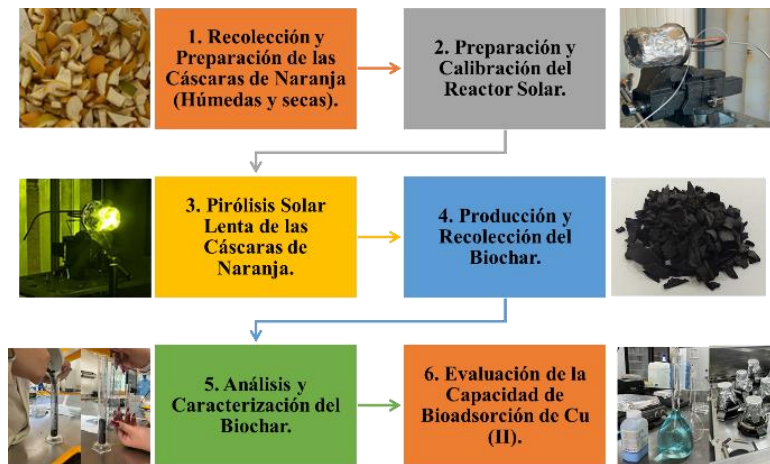 1. Recolección y
Preparación de las
Cáscaras de Naranja
(Húmedas y secas).
2. Preparación y
Calibración del
Reactor Solar.
3. Pirólisis Solar
Lenta de las
Cáscaras de
Naranja.
4. Producción y
Recolección del
Biochar.
5. Análisis y
Caracterización del
Biochar.
6. Evaluación de la
Capacidad de
Bioadsorción de Cu
(II).